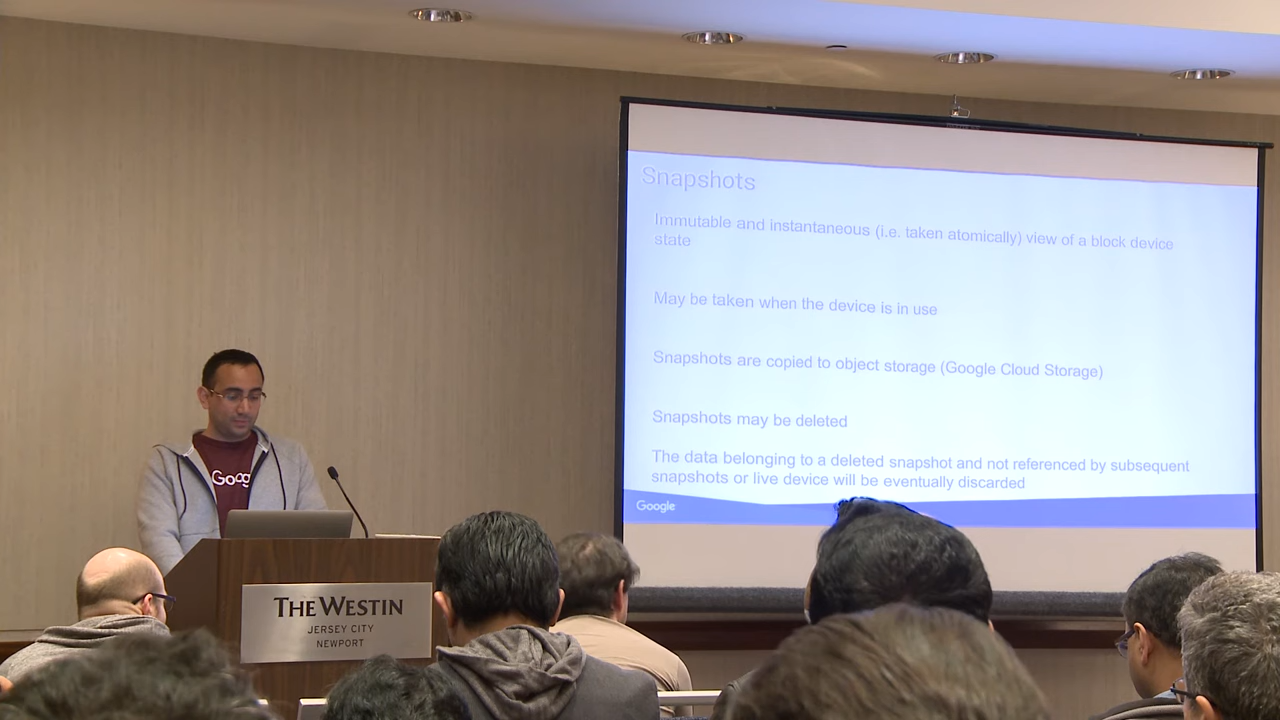 Snapshots
Immutable and instantaneous (i.e. taken atomically) view of a block device
state
May be taken when the device is in use
Snapshots are copied to object storage (Google Cloud Storage)
Snapshots may be deleted
The data belonging to a deleted snapshot and not referenced by subsequent
snapshots or live device will be eventually discarded
Google
Goog
THE WESTIN
JERSEY CITY
NEWPORT